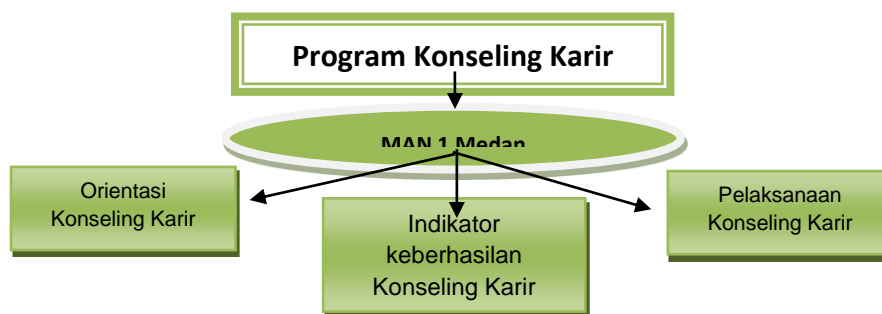 Program Konseling Karir
MAN 1 Medan
Orientasi
Konseling Karir
Indikator
keberhasilan
Konseling Karir
Pelaksanaan
Konseling Karir